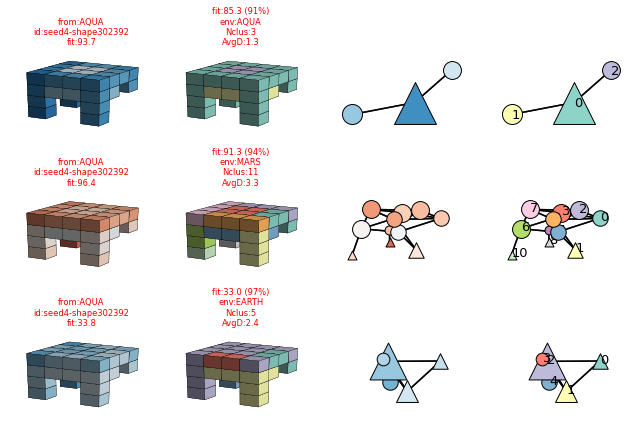 from:AQUA
id:seed4-shape302392
fit:93.7
fit:85.3 (91%)
env:AQUA
Nclus:3
AvgD:1.3
2
0
1
from:AQUA
id:seed4-shape302392
fit:96.4
fit:91.3 (94%)
env:MARS
Nclus:11
AvgD:3.3
7
3
2
0
6
8
1
10
from:AQUA
id:seed4-shape302392
fit:33.8
fit:33.0 (97%)
env:EARTH
Nclus:5
AvgD:2.4
3
2
0
4
1